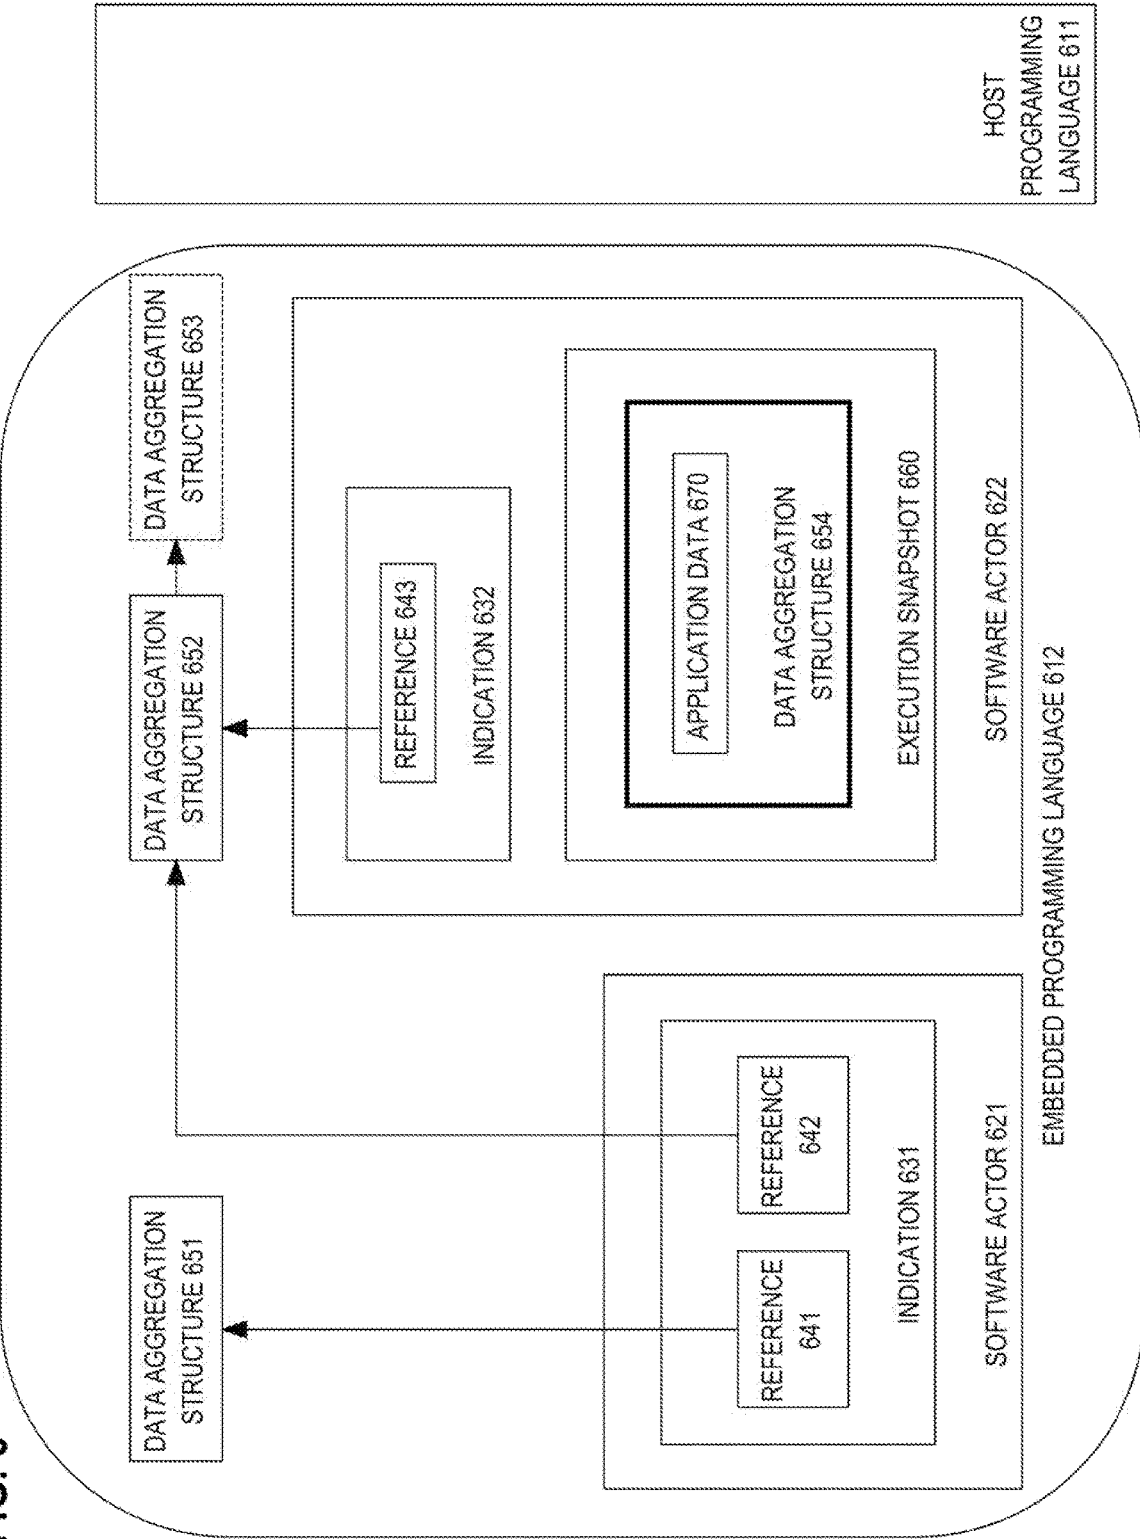 DATA AGGREGATION
STRUCTURE 651
DATA AGGREGATION
STRUCTURE 652
DATA AGGREGATION
STRUCTURE 653
REFERENCE
641
REFERENCE
642
INDICATION 631
SOFTWARE ACTOR 621
REFERENCE 643
INDICATION 632
APPLICATION DATA 670
DATA AGGREGATION
STRUCTURE 654
EXECUTION SNAPSHOT 660
SOFTWARE ACTOR 622
EMBEDDED PROGRAMMING LANGUAGE 612
HOST
PROGRAMMING
LANGUAGE 611